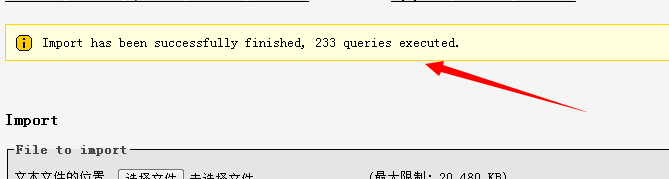 Import has been successfully finished, 233 queries executed.
Import
File to import
文本文件的位置 选择文件 未选择文件 (最大限制: 20,480 KB)